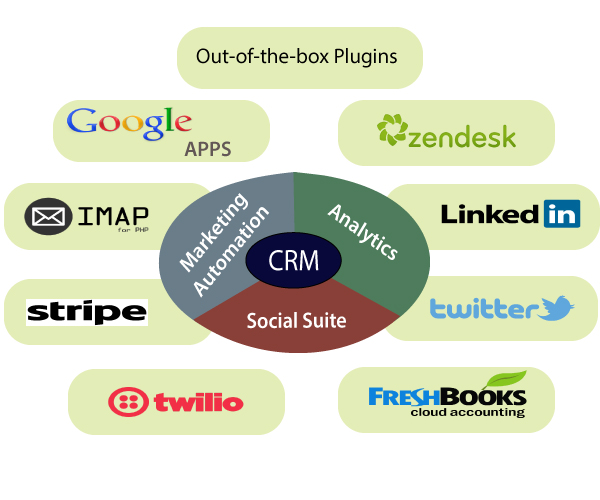 Out-of-the-box Plugins
Google
APPS
zendesk
IMAP
for PHP
Linked in
Marketing
Automation
Analytics
CRM
Social Suite
stripe
twitter
twilio
FRESHBOOKS
cloud accounting